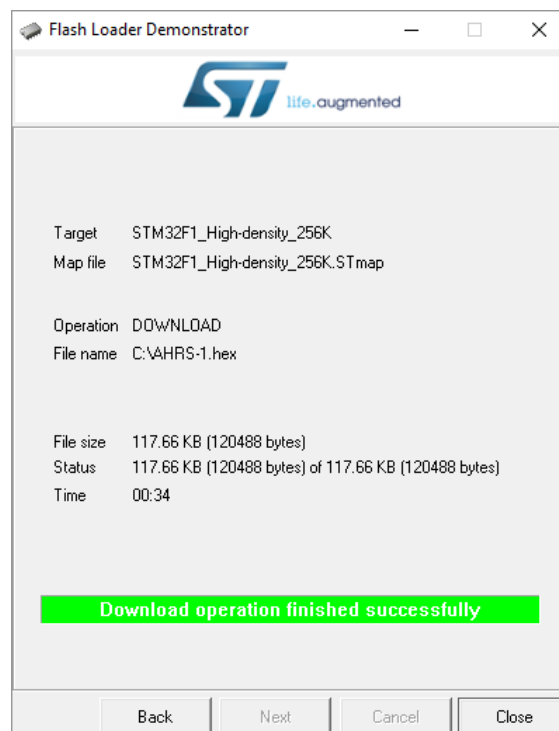 Flash Loader Demonstrator
ST life.augmented
Target STM32F1_High-density_256K
Map file STM32F1_High-density_256K.STmap
Operation DOWNLOAD
File name C:\AHRS-1.hex
File size 117.66 KB (120488 bytes)
Status 117.66 KB (120488 bytes) of 117.66 KB (120488 bytes)
Time 00:34
Download operation finished successfully
Back Next Cancel Close